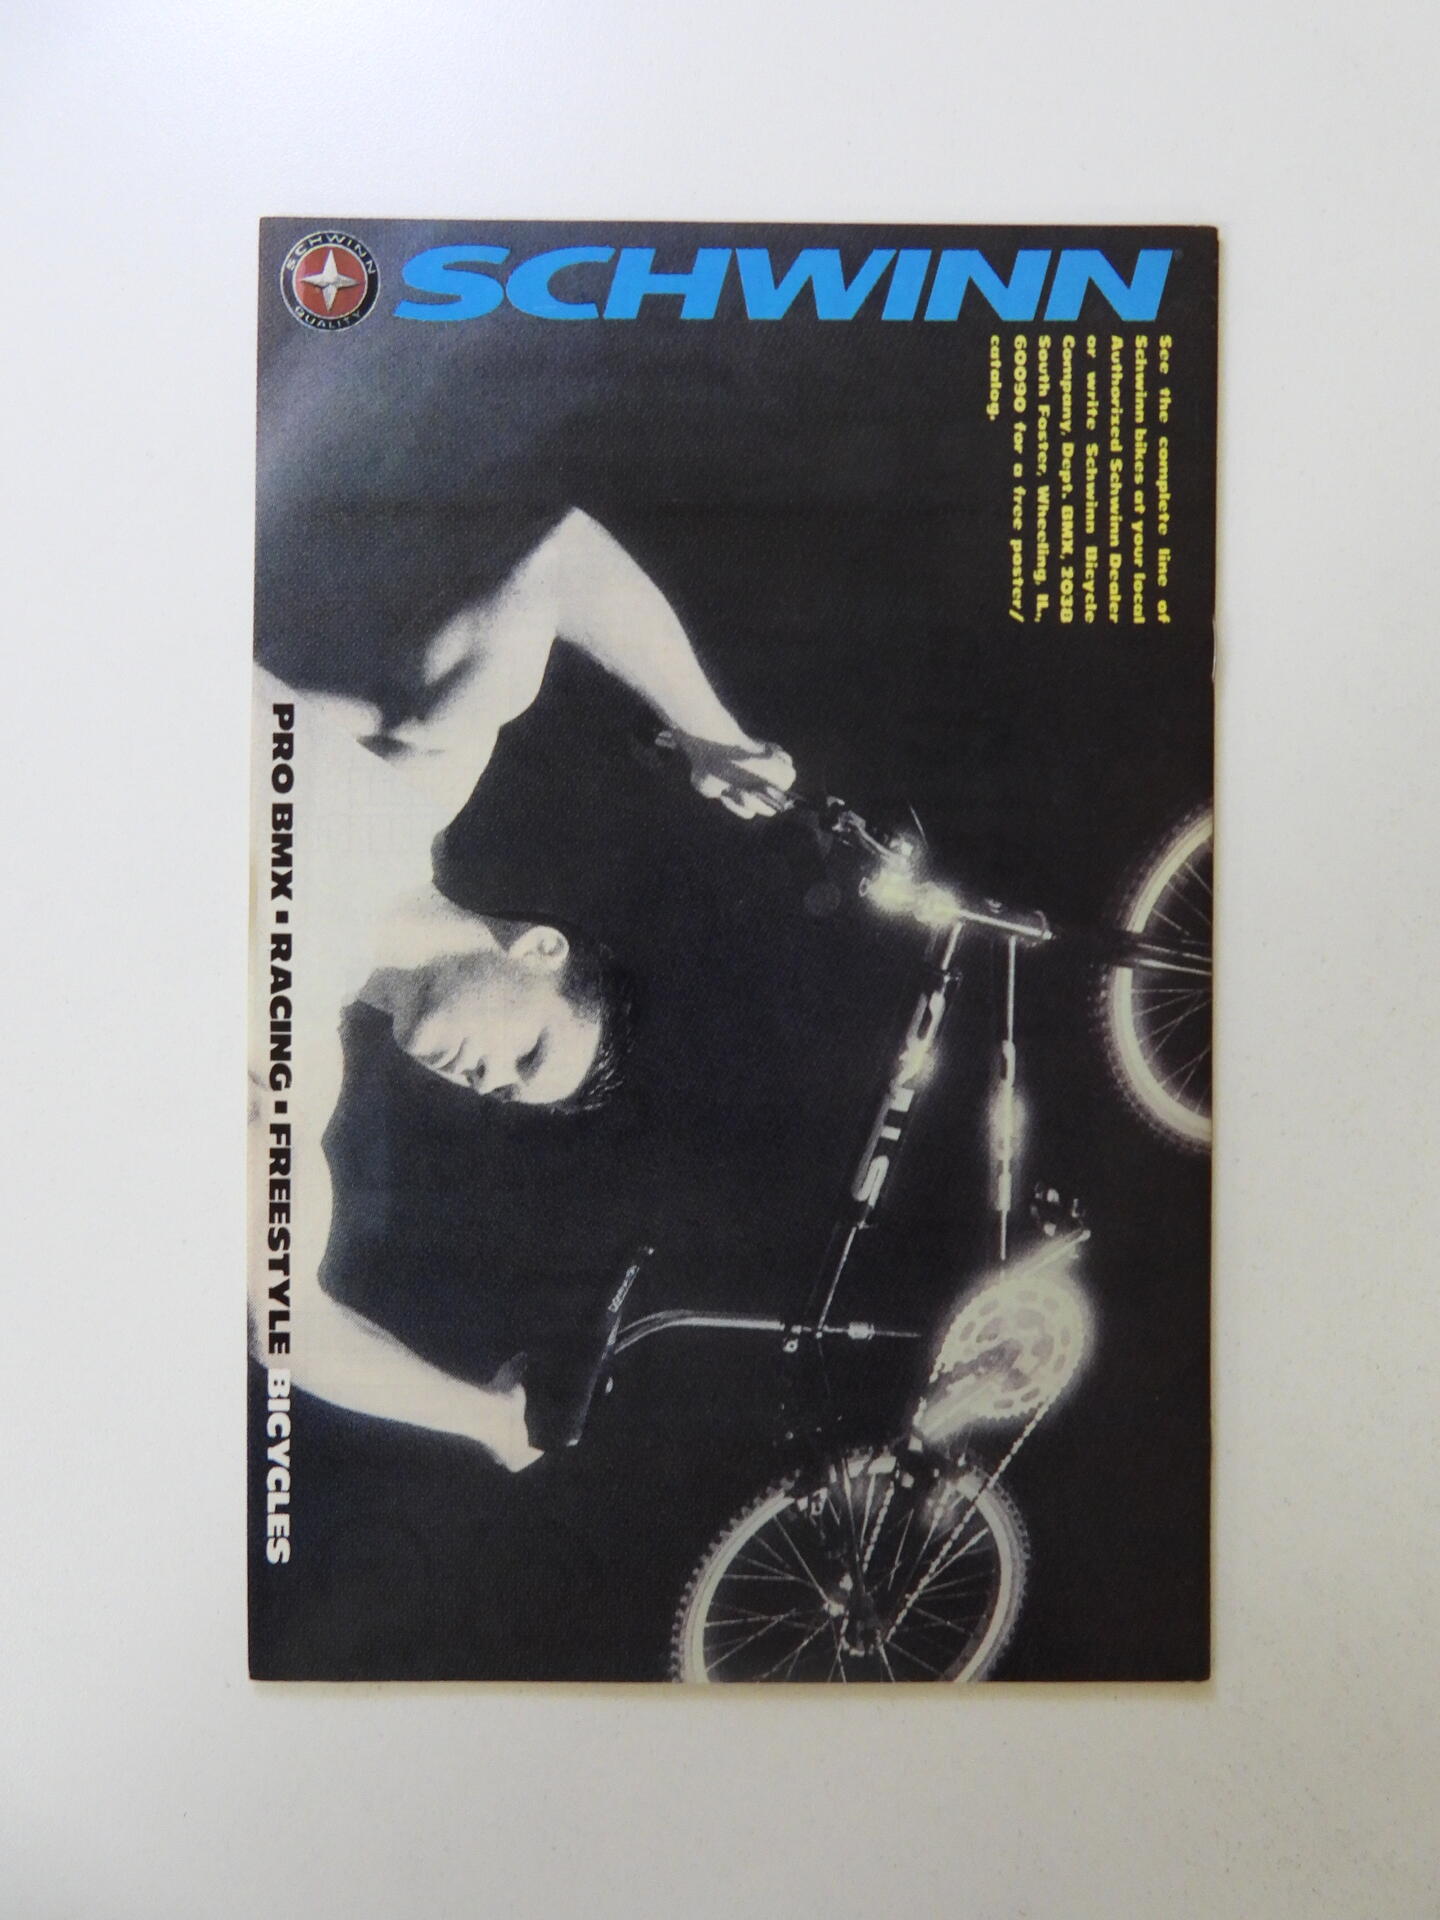 SCHWINN
QUALITY
SCHWINN
See the complete line of
Schwinn bikes at your local
Authorized Schwinn Dealer
or write Schwinn Bicycle
Company, Dept. BMX, 2038
South Foster, Wheeling, IL,
60090 for a free poster/
catalog.
PRO BMX ▪ RACING ▪ FREESTYLE BICYCLES